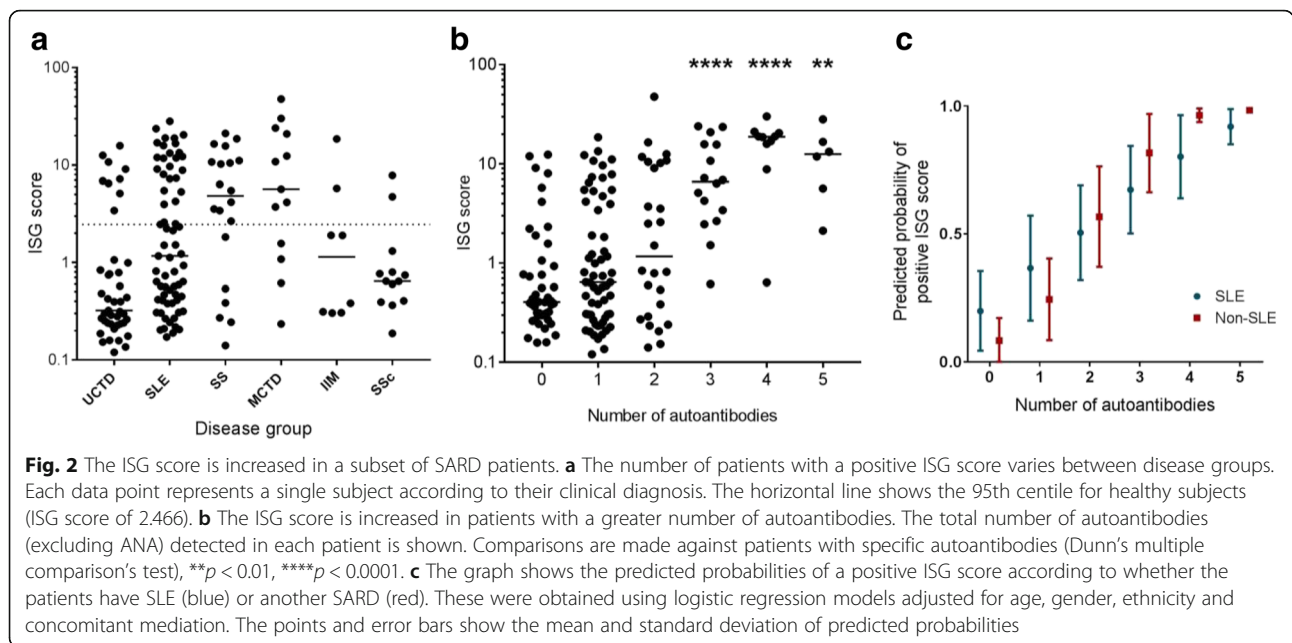 a
b
c
100
10
1
0.1
ISG score
UCTD
SLE
SS
MCTD
IIM
SSc
Disease group
**** **** **
100
10
1
0.1
ISG score
0 1 2 3 4 5
Number of autoantibodies
1.0
0.5
0.0
Predicted probability of
positive ISG score
SLE
Non-SLE
0 1 2 3 4 5
Number of autoantibodies
Fig. 2 The ISG score is increased in a subset of SARD patients. a The number of patients with a positive ISG score varies between disease groups.
Each data point represents a single subject according to their clinical diagnosis. The horizontal line shows the 95th centile for healthy subjects
(ISG score of 2.466). b The ISG score is increased in patients with a greater number of autoantibodies. The total number of autoantibodies
(excluding ANA) detected in each patient is shown. Comparisons are made against patients with specific autoantibodies (Dunn's multiple
comparison's test), **p < 0.01, ****p < 0.0001. c The graph shows the predicted probabilities of a positive ISG score according to whether the
patients have SLE (blue) or another SARD (red). These were obtained using logistic regression models adjusted for age, gender, ethnicity and
concomitant mediation. The points and error bars show the mean and standard deviation of predicted probabilities